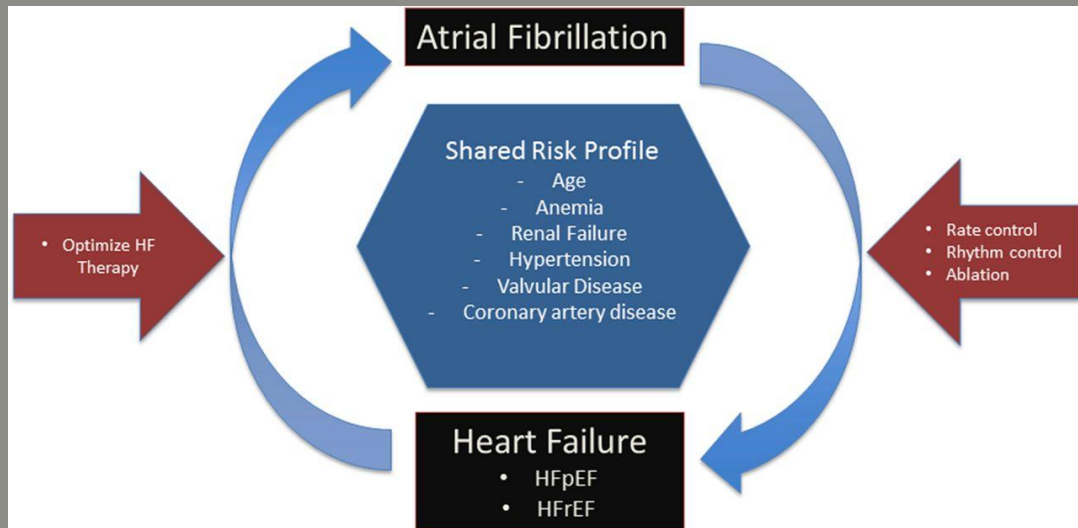 Atrial Fibrillation
Shared Risk Profile
- Age
- Anemia
- Renal Failure
- Hypertension
- Valvular Disease
- Coronary artery disease
• Optimize HF
Therapy
• Rate control
• Rhythm control
• Ablation
Heart Failure
• HFpEF
• HFrEF